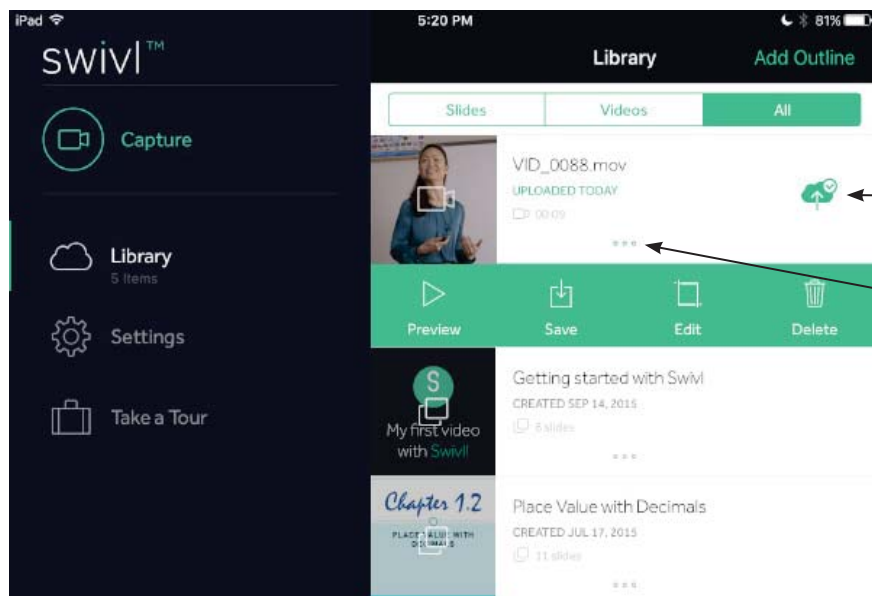 iPad 5:20 PM 81%
swivl™
Capture
Library
5 Items
Settings
Take a Tour
Library Add Outline
Slides Videos All
VID_0088.mov
UPLOADED TODAY
00:09
Preview Save Edit Delete
S
My first video
with Swivl!
Getting started with Swivl
CREATED SEP 14, 2015
6 slides
Chapter 1.2
PLACE VALUE WITH
DECIMALS
Place Value with Decimals
CREATED JUL 17, 2015
11 slides